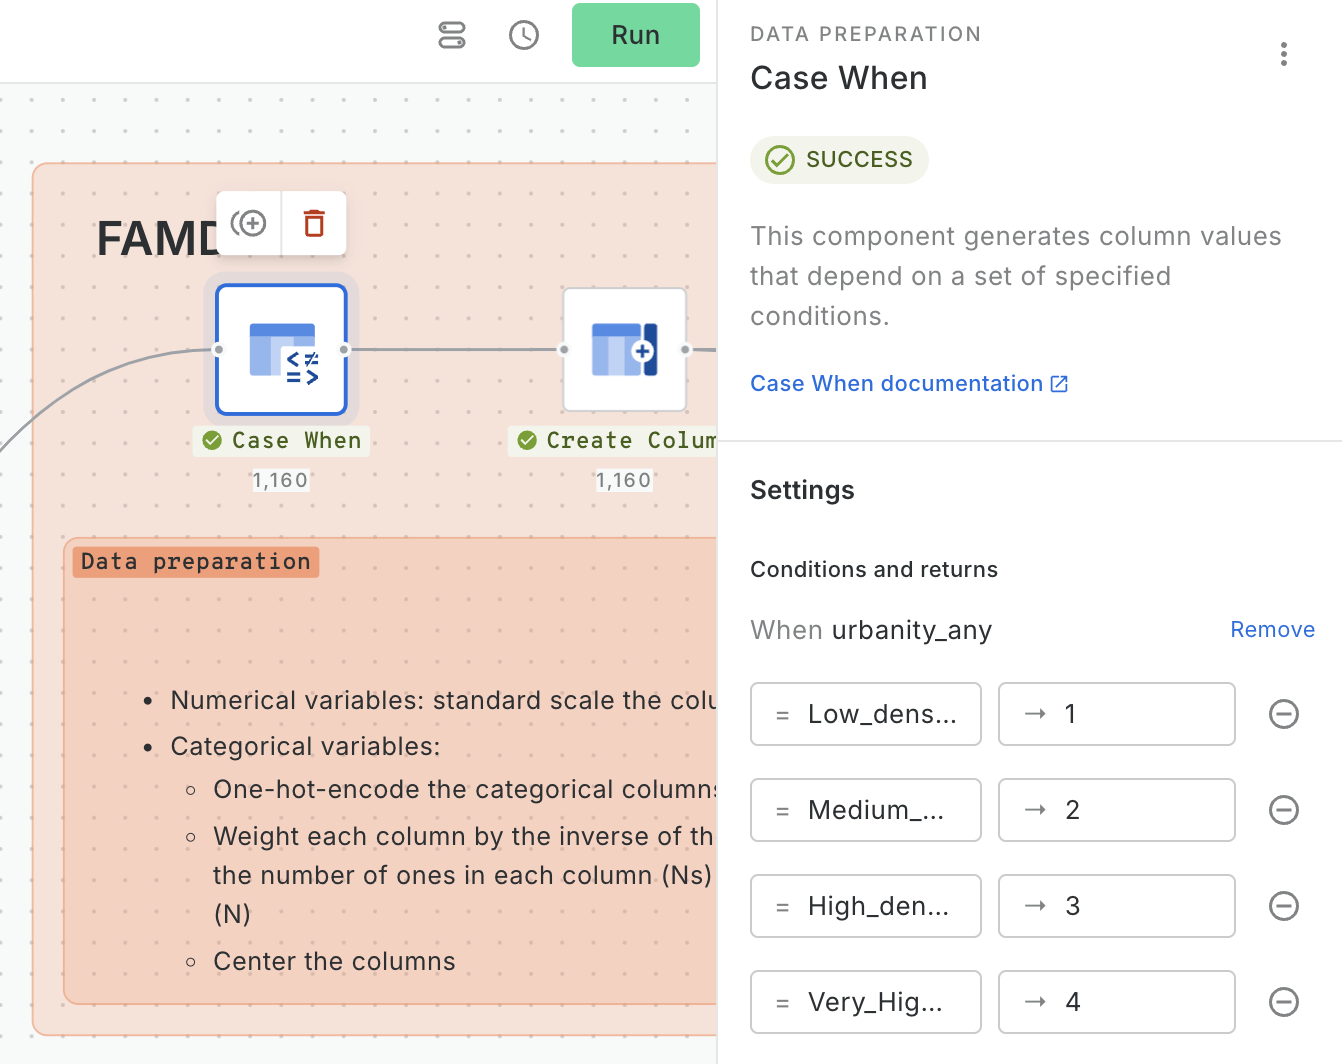 Run
FAMD
Case When
1,160
Create Colum
1,160
Data preparation
• Numerical variables: standard scale the colu
• Categorical variables:
○ One-hot-encode the categorical columns
○ Weight each column by the inverse of th
the number of ones in each column (Ns)
(N)
○ Center the columns
DATA PREPARATION
Case When
SUCCESS
This component generates column values
that depend on a set of specified
conditions.
Case When documentation
Settings
Conditions and returns
When urbanity_any Remove
= Low_dens... → 1
= Medium_... → 2
= High_den... → 3
= Very_Hig... → 4